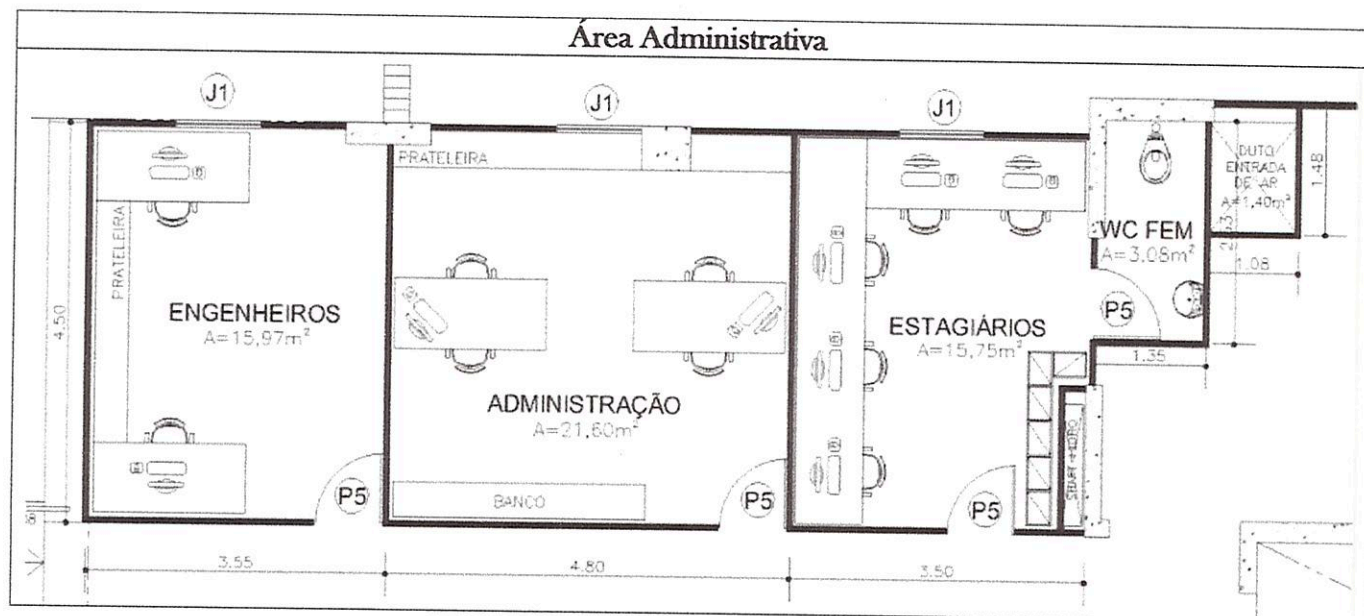 Área Administrativa
J1
J1
J1
PRATELEIRA
DUTO
ENTRADA
DE AR
A=1,40m²
1.48
PRATELEIRA
WC FEM
A=3.08m²
1.08
4.50
ENGENHEIROS
A=15,97m²
P5
ESTAGIÁRIOS
A=15,75m²
1.35
ADMINISTRAÇÃO
A=21,60m²
BANCO
P5
P5
P5
3.55
4.80
3.50